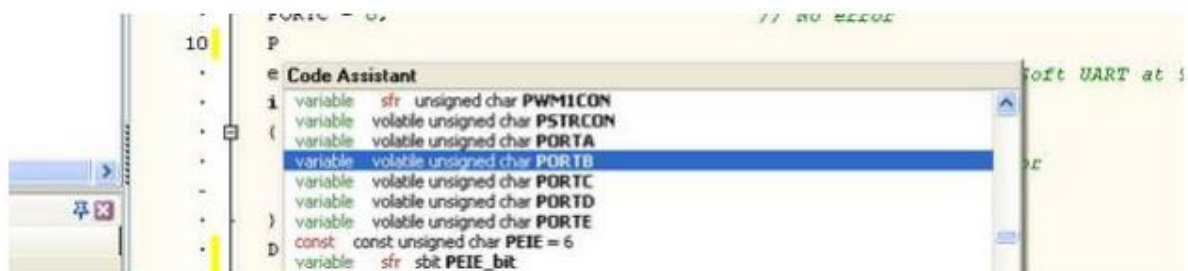 PORTC = 0; // No error
10 P
e Code Assistant Soft UART at
i variable sfr unsigned char PWM1CON
{ variable volatile unsigned char PSTRCON
variable volatile unsigned char PORTA
variable volatile unsigned char PORTB
variable volatile unsigned char PORTC
variable volatile unsigned char PORTD
} variable volatile unsigned char PORTE
const const unsigned char PEIE = 6
D variable sfr sbit PEIE_bit